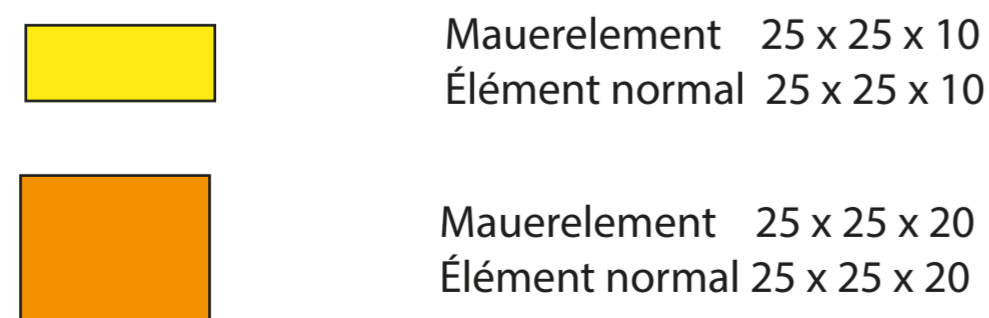 Mauerelement 25 x 25 x 10
Élément normal 25 x 25 x 10
Mauerelement 25 x 25 x 20
Élément normal 25 x 25 x 20